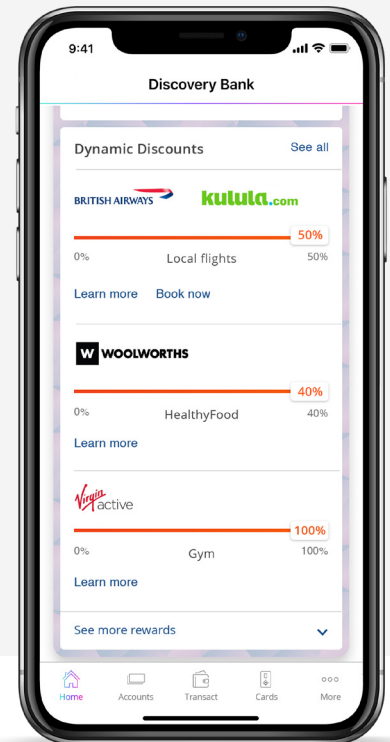 9:41
Discovery Bank
Dynamic Discounts See all
BRITISH AIRWAYS kulula.com
50%
0% Local flights 50%
Learn more Book now
W WOOLWORTHS
40%
0% HealthyFood 40%
Learn more
Virgin active
100%
0% Gym 100%
Learn more
See more rewards
Home Accounts Transact Cards More